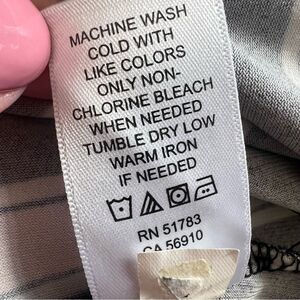 MACHINE WASH
COLD WITH
LIKE COLORS
ONLY NON-
CHLORINE BLEACH
WHEN NEEDED
TUMBLE DRY LOW
WARM IRON
IF NEEDED
RN 51783
CA 56910